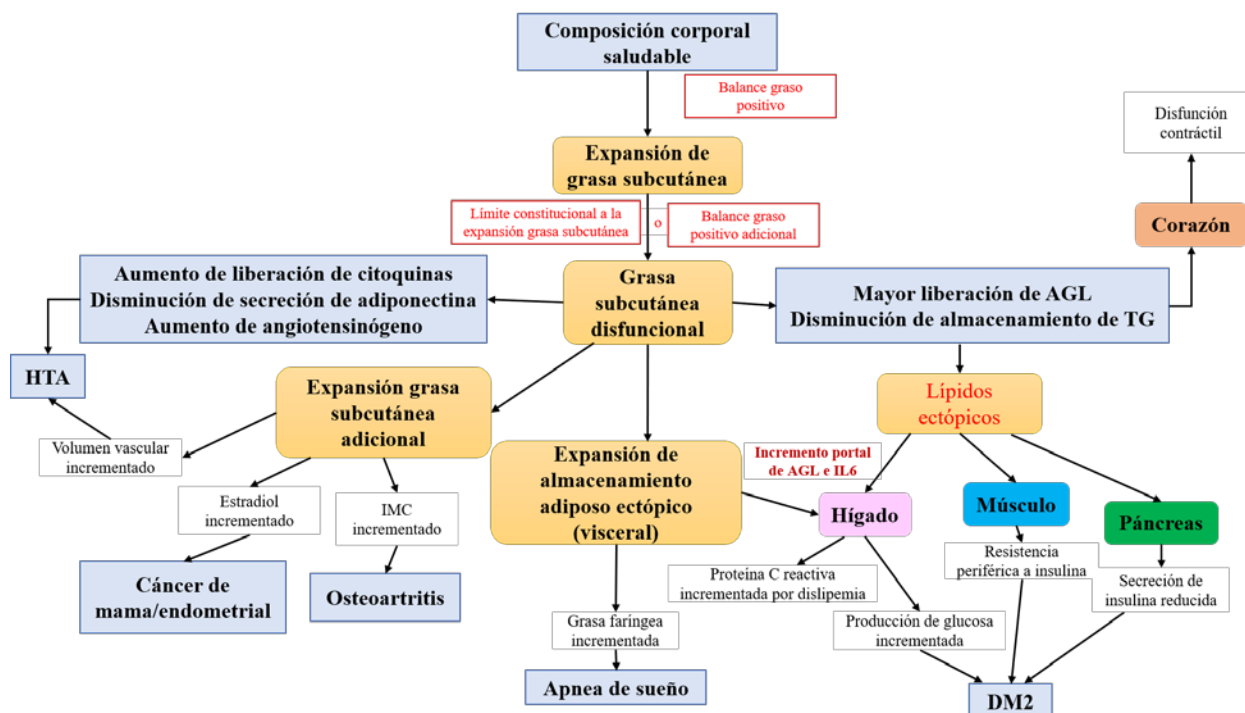 Composición corporal
saludable
Balance graso
positivo
Disfunción
contráctil
Expansión de
grasa subcutánea
Límite constitucional a la
expansión grasa subcutánea
o
Balance graso
positivo adicional
Corazón
Aumento de liberación de citoquinas
Disminución de secreción de adiponectina
Aumento de angiotensinógeno
Grasa
subcutánea
disfuncional
Mayor liberación de AGL
Disminución de almacenamiento de TG
HTA
Expansión grasa
subcutánea
adicional
Lípidos
ectópicos
Volumen vascular
incrementado
Expansión de
almacenamiento
adiposo ectópico
(visceral)
Incremento portal
de AGL e IL6
Estradiol
incrementado
IMC
incrementado
Hígado
Músculo
Páncreas
Cáncer de
mama/endometrial
Osteoartritis
Proteína C reactiva
incrementada por dislipemia
Resistencia
periférica a insulina
Secreción de
insulina reducida
Grasa faríngea
incrementada
Producción de glucosa
incrementada
Apnea de sueño
DM2